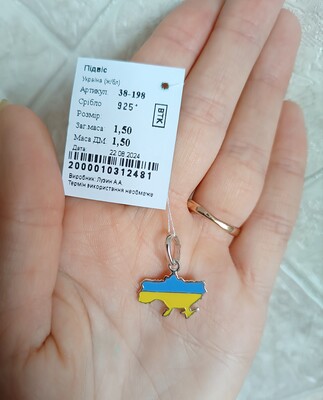 Підвіс
Україна (ж/бл)
Артикул: 38-198
Срібло 925°
Розмір:
Заг.маса 1,50
Маса ДМ. 1,50
Дата: 22.08.2024
2000010312481
Виробник: Лузин А.А.
Термін використання необмежа
ВТК